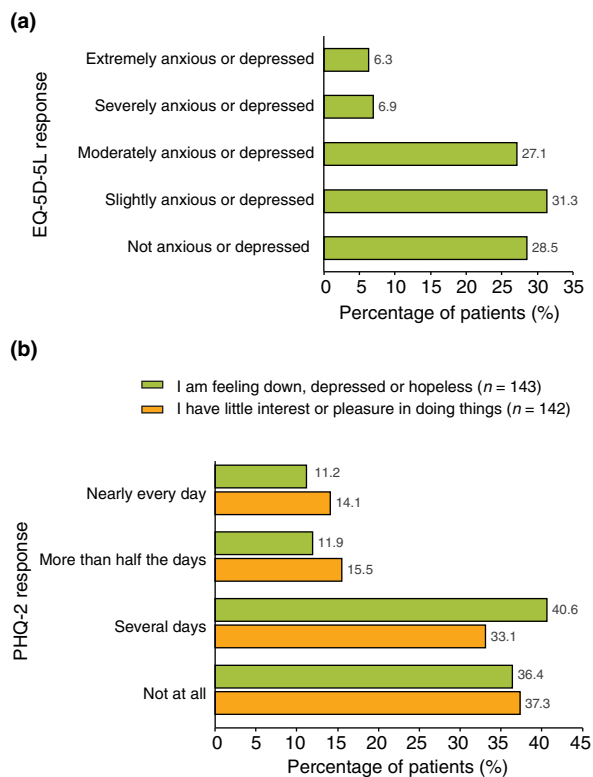 (a)
EQ-5D-5L response
Extremely anxious or depressed 6.3
Severely anxious or depressed 6.9
Moderately anxious or depressed 27.1
Slightly anxious or depressed 31.3
Not anxious or depressed 28.5
0 5 10 15 20 25 30 35
Percentage of patients (%)
(b)
I am feeling down, depressed or hopeless (n = 143)
I have little interest or pleasure in doing things (n = 142)
PHQ-2 response
Nearly every day
11.2
14.1
More than half the days
11.9
15.5
Several days
40.6
33.1
Not at all
36.4
37.3
0 5 10 15 20 25 30 35 40 45
Percentage of patients (%)